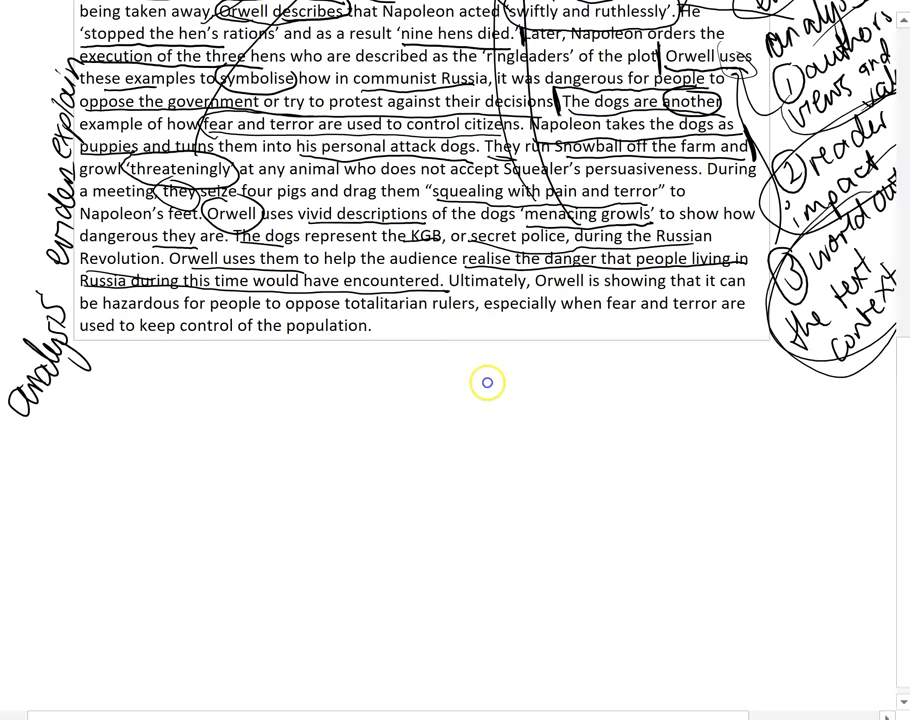 being taken away. Orwell describes that Napoleon acted 'swiftly and ruthlessly'. He
'stopped the hen's rations' and as a result 'nine hens died.' Later, Napoleon orders the
execution of the three hens who are described as the 'ringleaders' of the plot. Orwell uses
these examples to symbolise how in communist Russia, it was dangerous for people to
oppose the government or try to protest against their decisions. The dogs are another
example of how fear and terror are used to control citizens. Napoleon takes the dogs as
puppies and turns them into his personal attack dogs. They run Snowball off the farm and
growl 'threateningly' at any animal who does not accept Squealer's persuasiveness. During
a meeting, they seize four pigs and drag them "squealing with pain and terror" to
Napoleon's feet. Orwell uses vivid descriptions of the dogs 'menacing growls' to show how
dangerous they are. The dogs represent the KGB, or secret police, during the Russian
Revolution. Orwell uses them to help the audience realise the danger that people living in
Russia during this time would have encountered. Ultimately, Orwell is showing that it can
be hazardous for people to oppose totalitarian rulers, especially when fear and terror are
used to keep control of the population.
explain
eviden
analysis
analys
① authors
views and
val
② reader
impact
③ world out
the text
context